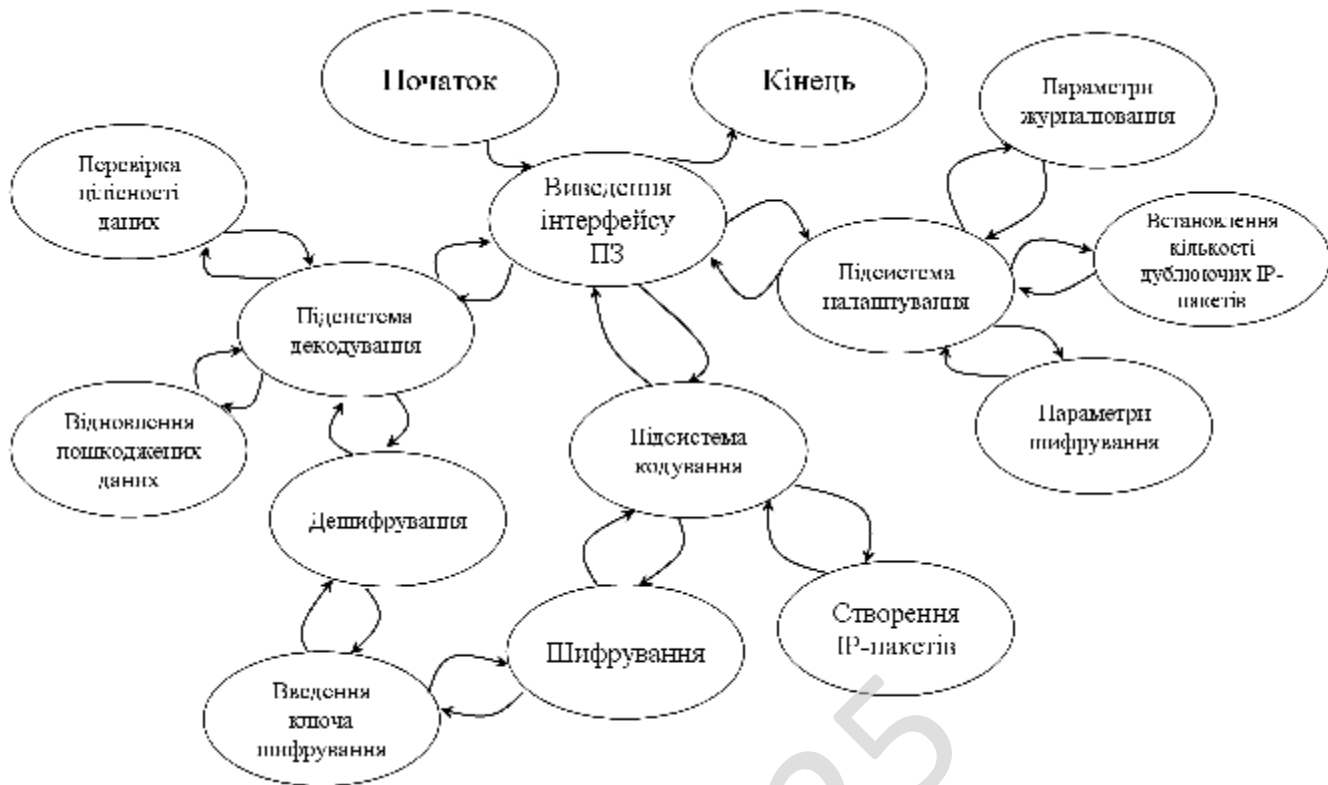 Початок
Кінець
Параметри
журналювання
Перевірка
цілісності
даних
Виведення
інтерфейсу
ПЗ
Встановлення
кількості
дублюючих IP-
пакетів
Підсистема
налаштування
Підсистема
декодування
Відновлення
пошкоджених
даних
Підсистема
кодування
Параметри
шифрування
Дешифрування
Створення
IP-пакетів
Шифрування
Введення
ключа
шифрування
25